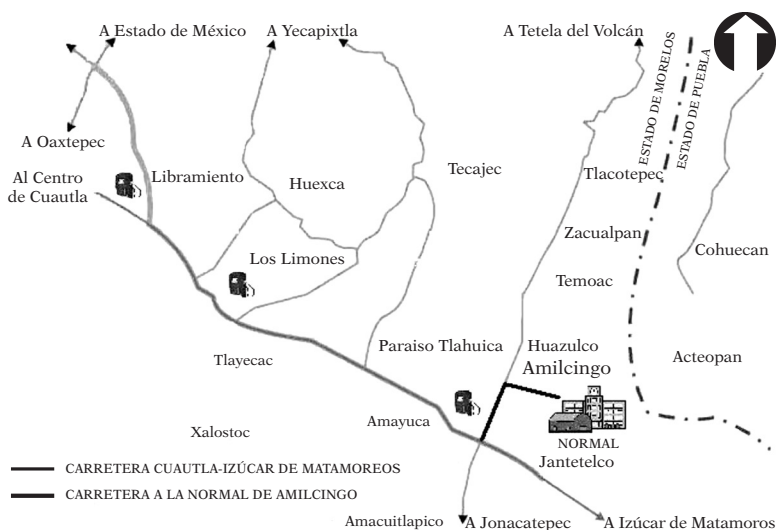 A Estado de México
A Yecapixtla
A Tetela del Volcán
ESTADO DE MORELOS
ESTADO DE PUEBLA
A Oaxtepec
Al Centro
de Cuautla
Libramiento
Huexca
Tecajec
Tlacotepec
Zacualpan
Cohuecan
Los Limones
Temoac
Tlayecac
Paraiso Tlahuica
Huazulco
Amilcingo
Acteopan
Xalostoc
Amayuca
NORMAL
Jantetelco
CARRETERA CUAUTLA-IZÚCAR DE MATAMOREOS
CARRETERA A LA NORMAL DE AMILCINGO
Amacuitlapico
A Jonacatepec
A Izúcar de Matamoros